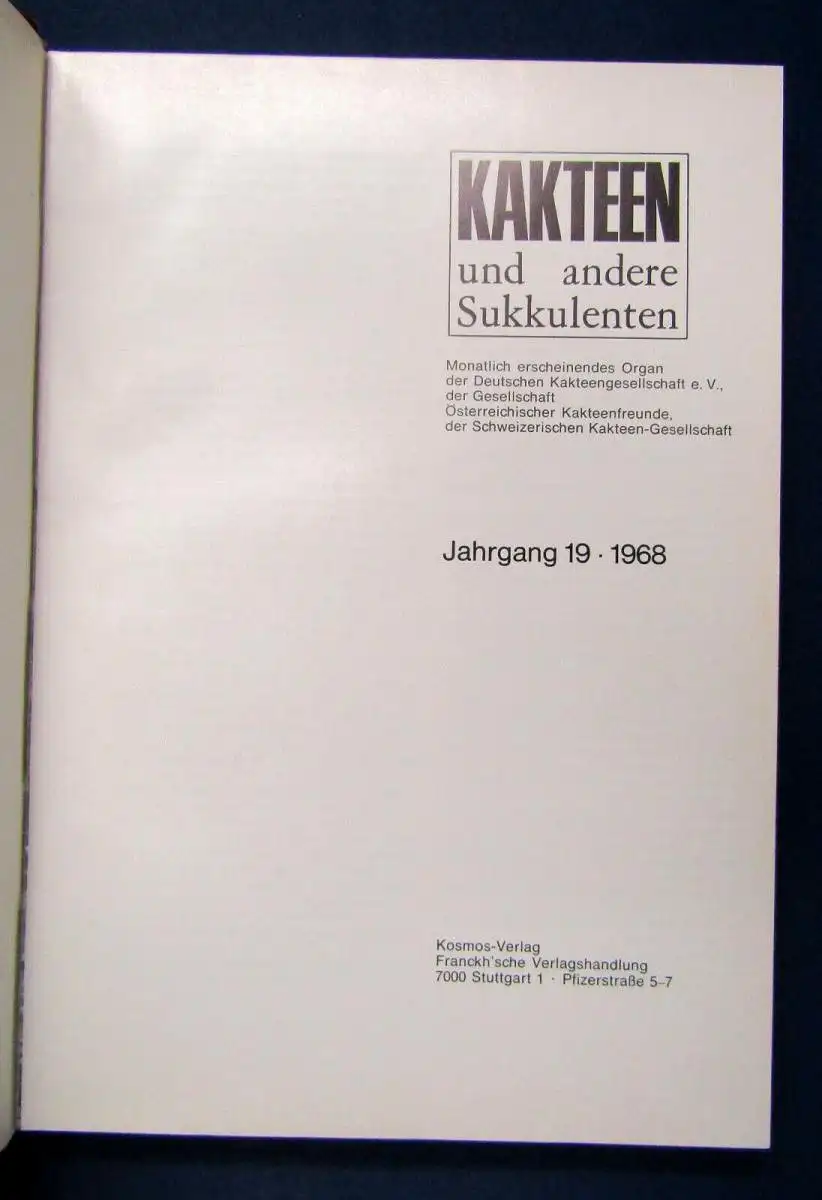 KAKTEEN
und andere
Sukkulenten
Monatlich erscheinendes Organ
der Deutschen Kakteengesellschaft e. V.,
der Gesellschaft
Österreichischer Kakteenfreunde,
der Schweizerischen Kakteen-Gesellschaft
Jahrgang 19 · 1968
Kosmos-Verlag
Franckh'sche Verlagshandlung
7000 Stuttgart 1 · Pfizerstraße 5–7